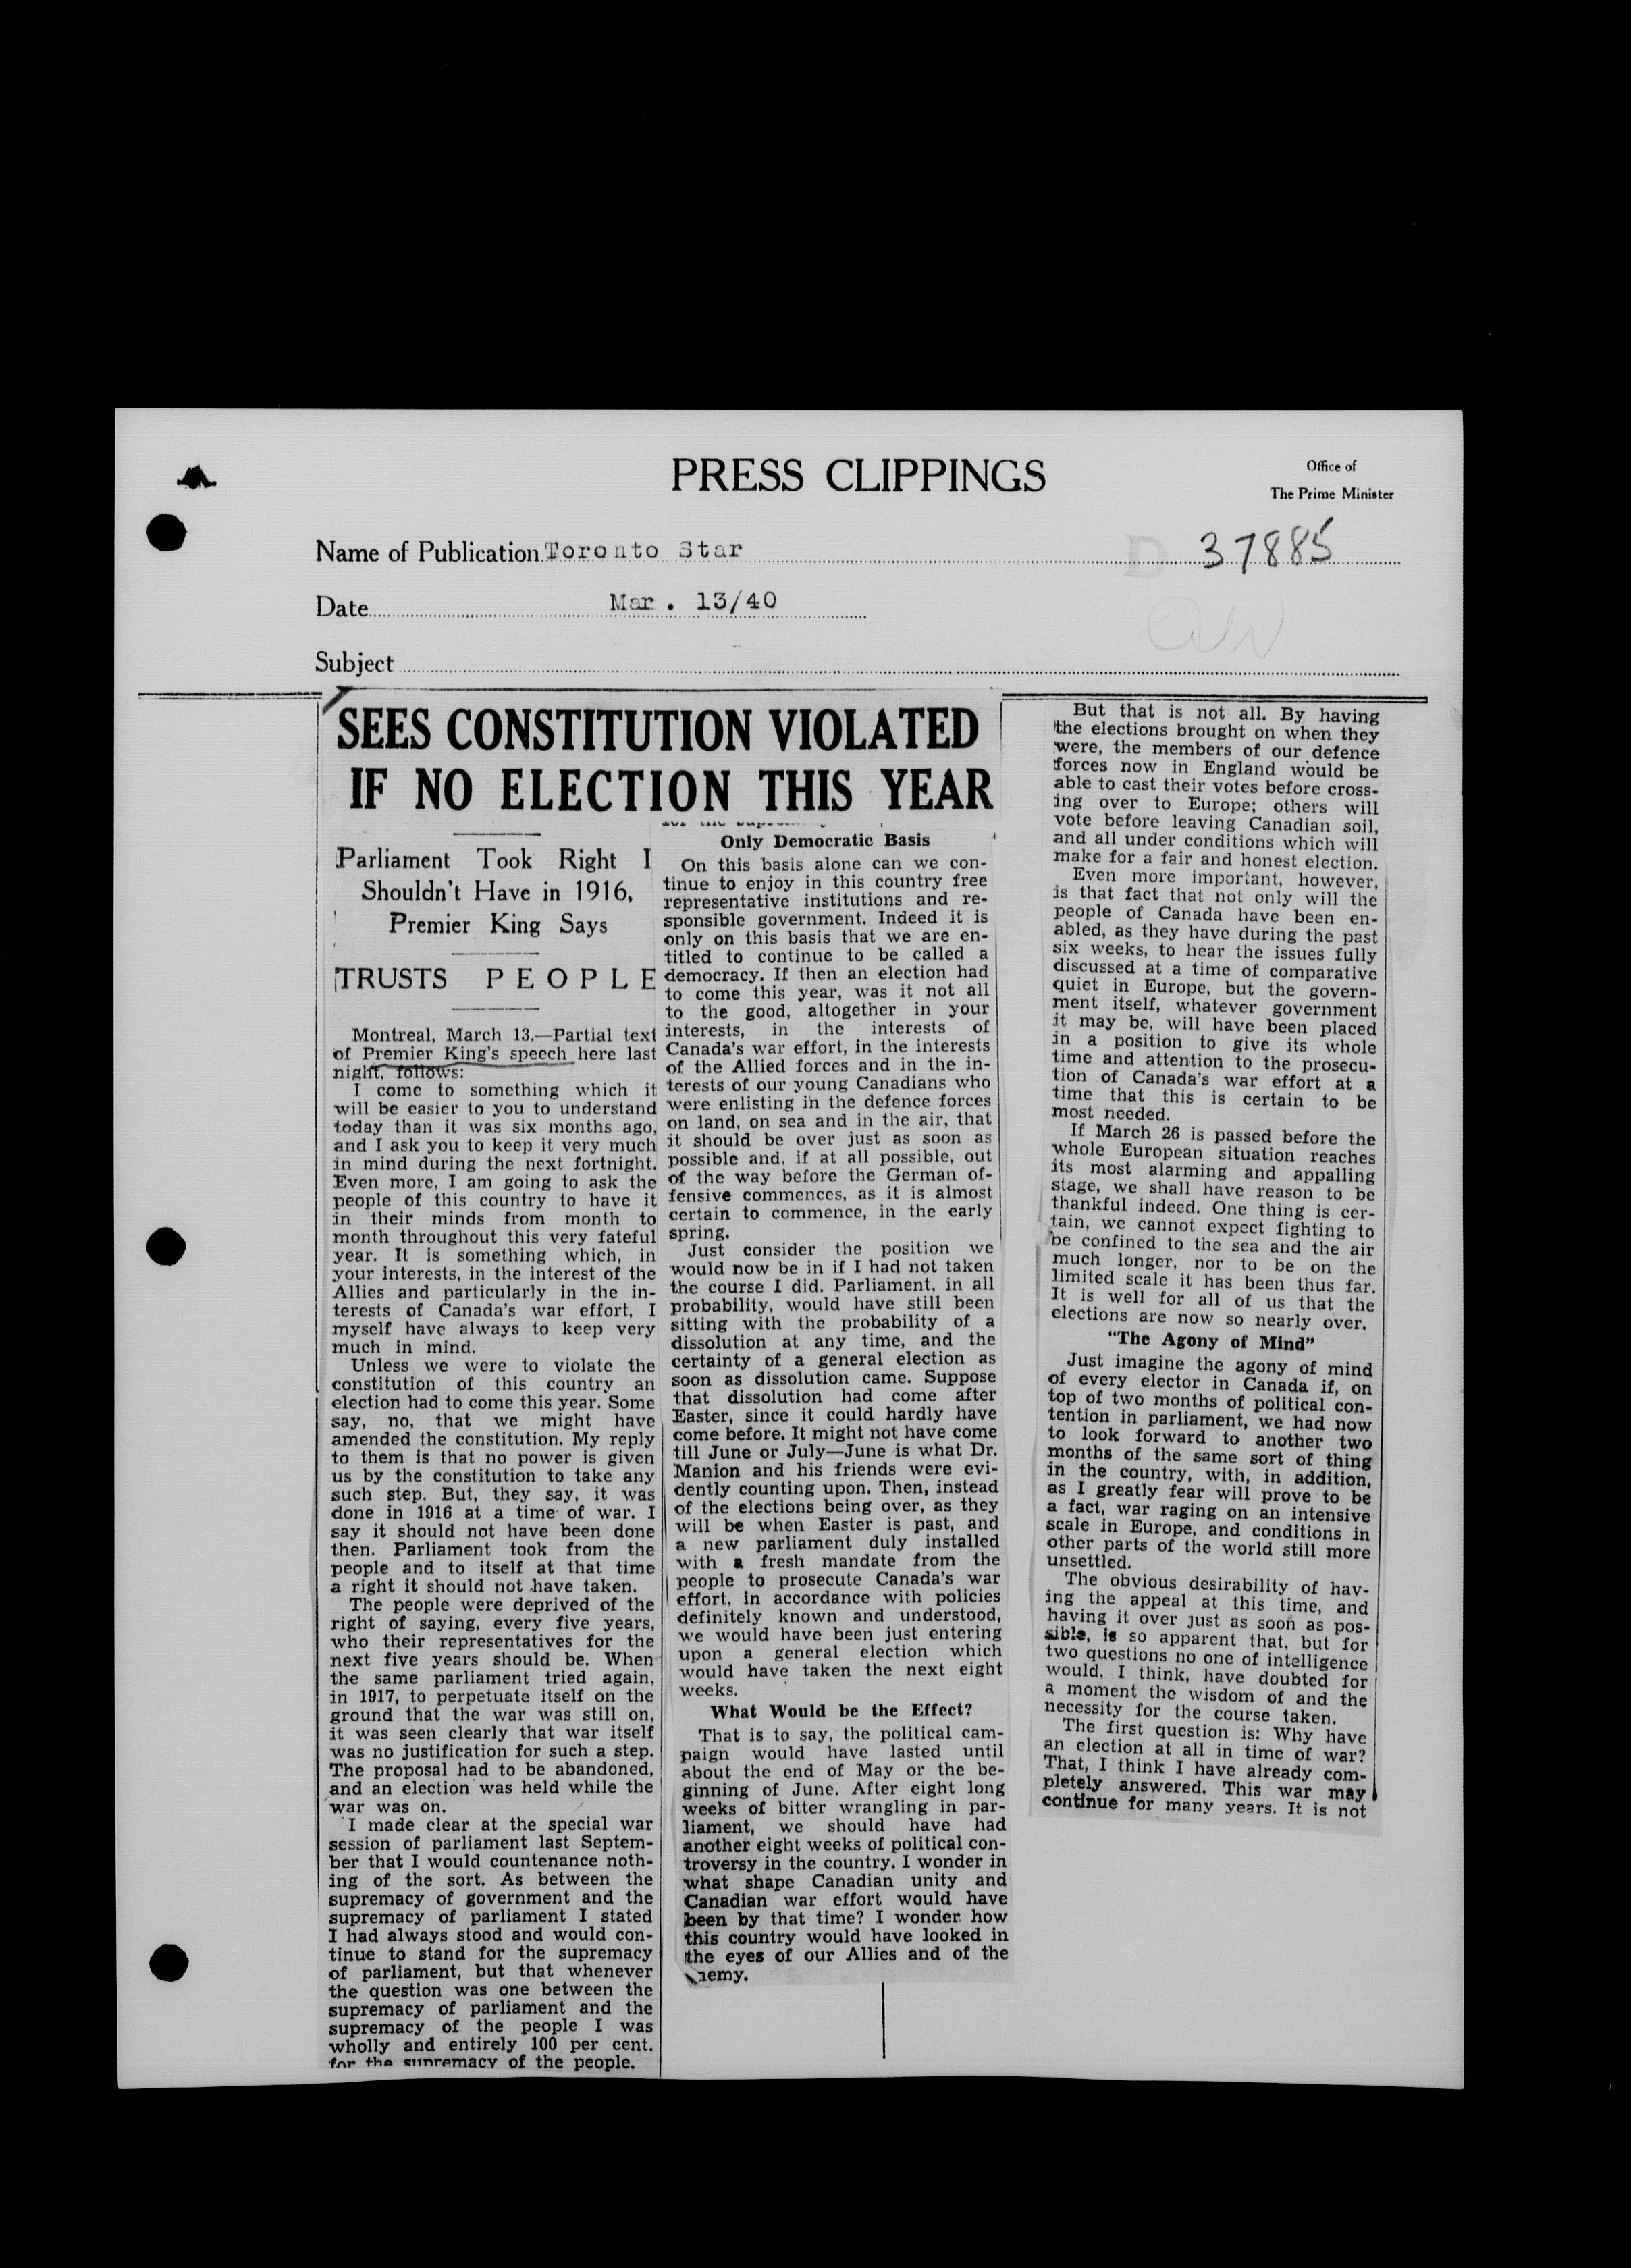 PRESS CLIPPINGS
Office of
The Prime Minister
Name of Publication Toronto Star
37885
Date Mar. 13/40
Subject
SEES CONSTITUTION VIOLATED
IF NO ELECTION THIS YEAR
Parliament Took Right I
Shouldn't Have in 1916,
Premier King Says
TRUSTS PEOPLE
Montreal, March 13.—Partial text
of Premier King's speech here last
night, follows:
I come to something which it
will be easier to you to understand
today than it was six months ago,
and I ask you to keep it very much
in mind during the next fortnight.
Even more, I am going to ask the
people of this country to have it
in their minds from month to
month throughout this very fateful
year. It is something which, in
your interests, in the interest of the
Allies and particularly in the in-
terests of Canada's war effort, I
myself have always to keep very
much in mind.
Unless we were to violate the
constitution of this country an
election had to come this year. Some
say, no, that we might have
amended the constitution. My reply
to them is that no power is given
us by the constitution to take any
such step. But, they say, it was
done in 1916 at a time of war. I
say it should not have been done
then. Parliament took from the
people and to itself at that time
a right it should not have taken.
The people were deprived of the
right of saying, every five years,
who their representatives for the
next five years should be. When
the same parliament tried again,
in 1917, to perpetuate itself on the
ground that the war was still on,
it was seen clearly that war itself
was no justification for such a step.
The proposal had to be abandoned,
and an election was held while the
war was on.
I made clear at the special war
session of parliament last Septem-
ber that I would countenance noth-
ing of the sort. As between the
supremacy of government and the
supremacy of parliament I stated
I had always stood and would con-
tinue to stand for the supremacy
of parliament, but that whenever
the question was one between the
supremacy of parliament and the
supremacy of the people I was
wholly and entirely 100 per cent.
for the supremacy of the people.
Only Democratic Basis
On this basis alone can we con-
tinue to enjoy in this country free
representative institutions and re-
sponsible government. Indeed it is
only on this basis that we are en-
titled to continue to be called a
democracy. If then an election had
to come this year, was it not all
to the good, altogether in your
interests, in the interests of
Canada's war effort, in the interests
of the Allied forces and in the in-
terests of our young Canadians who
were enlisting in the defence forces
on land, on sea and in the air, that
it should be over just as soon as
possible and, if at all possible, out
of the way before the German of-
fensive commences, as it is almost
certain to commence, in the early
spring.
Just consider the position we
would now be in if I had not taken
the course I did. Parliament, in all
probability, would have still been
sitting with the probability of a
dissolution at any time, and the
certainty of a general election as
soon as dissolution came. Suppose
that dissolution had come after
Easter, since it could hardly have
come before. It might not have come
till June or July—June is what Dr.
Manion and his friends were evi-
dently counting upon. Then, instead
of the elections being over, as they
will be when Easter is past, and
a new parliament duly installed
with a fresh mandate from the
people to prosecute Canada's war
effort, in accordance with policies
definitely known and understood,
we would have been just entering
upon a general election which
would have taken the next eight
weeks.
What Would be the Effect?
That is to say, the political cam-
paign would have lasted until
about the end of May or the be-
ginning of June. After eight long
weeks of bitter wrangling in par-
liament, we should have had
another eight weeks of political con-
troversy in the country. I wonder in
what shape Canadian unity and
Canadian war effort would have
been by that time? I wonder how
this country would have looked in
the eyes of our Allies and of the
nemy.
But that is not all. By having
the elections brought on when they
were, the members of our defence
forces now in England would be
able to cast their votes before cross-
ing over to Europe; others will
vote before leaving Canadian soil,
and all under conditions which will
make for a fair and honest election.
Even more important, however,
is that fact that not only will the
people of Canada have been en-
abled, as they have during the past
six weeks, to hear the issues fully
discussed at a time of comparative
quiet in Europe, but the govern-
ment itself, whatever government
it may be, will have been placed
in a position to give its whole
time and attention to the prosecu-
tion of Canada's war effort at a
time that this is certain to be
most needed.
If March 26 is passed before the
whole European situation reaches
its most alarming and appalling
stage, we shall have reason to be
thankful indeed. One thing is cer-
tain, we cannot expect fighting to
be confined to the sea and the air
much longer, nor to be on the
limited scale it has been thus far.
It is well for all of us that the
elections are now so nearly over.
"The Agony of Mind"
Just imagine the agony of mind
of every elector in Canada if, on
top of two months of political con-
tention in parliament, we had now
to look forward to another two
months of the same sort of thing
in the country, with, in addition,
as I greatly fear will prove to be
a fact, war raging on an intensive
scale in Europe, and conditions in
other parts of the world still more
unsettled.
The obvious desirability of hav-
ing the appeal at this time, and
having it over just as soon as pos-
sible, is so apparent that, but for
two questions no one of intelligence
would, I think, have doubted for
a moment the wisdom of and the
necessity for the course taken.
The first question is: Why have
an election at all in time of war?
That, I think I have already com-
pletely answered. This war may
continue for many years. It is not